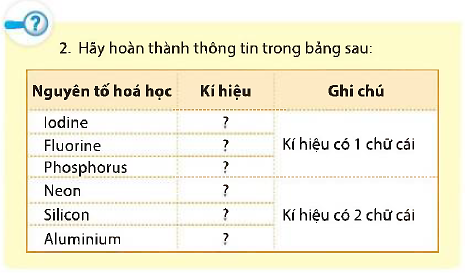 ?
2. Hãy hoàn thành thông tin trong bảng sau:
Nguyên tố hoá học Kí hiệu Ghi chú
Iodine ?
Fluorine ? Kí hiệu có 1 chữ cái
Phosphorus ?
Neon ?
Silicon ? Kí hiệu có 2 chữ cái
Aluminium ?